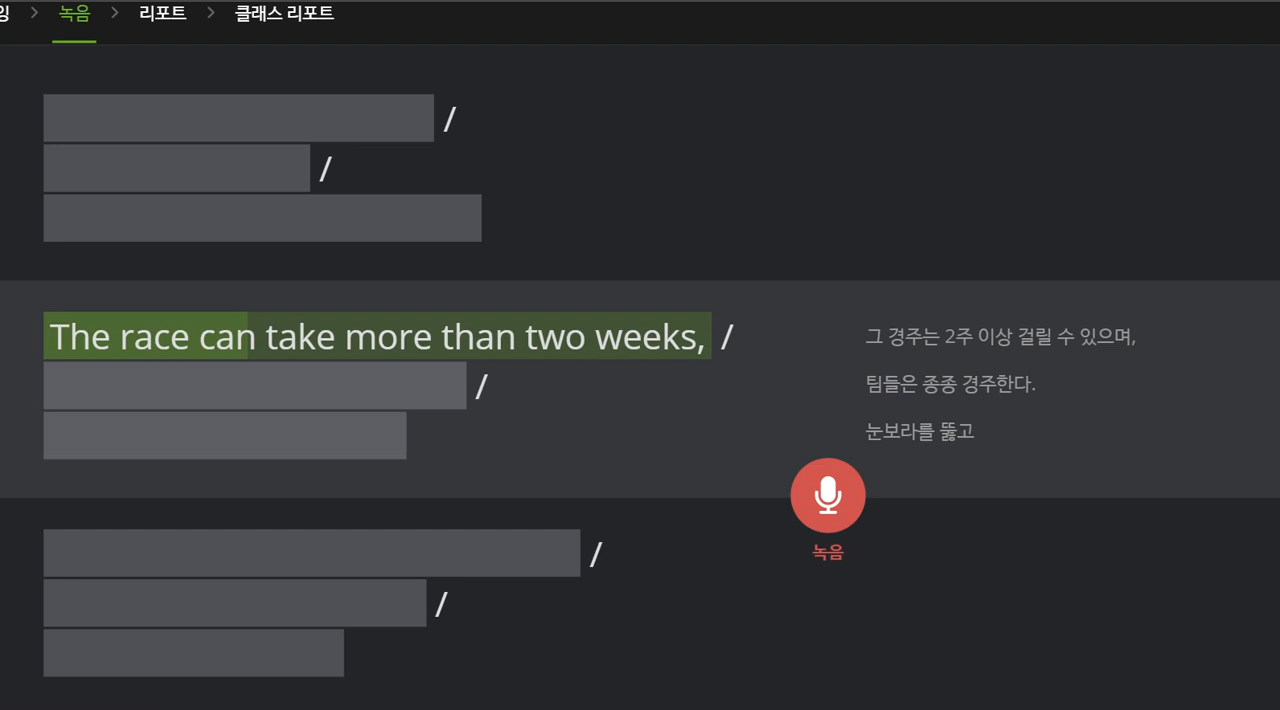 녹음 > 리포트 > 클래스 리포트
/
/
The race can take more than two weeks, /
그 경주는 2주 이상 걸릴 수 있으며,
/
팀들은 종종 경주한다.
눈보라를 뚫고
녹음
/
/